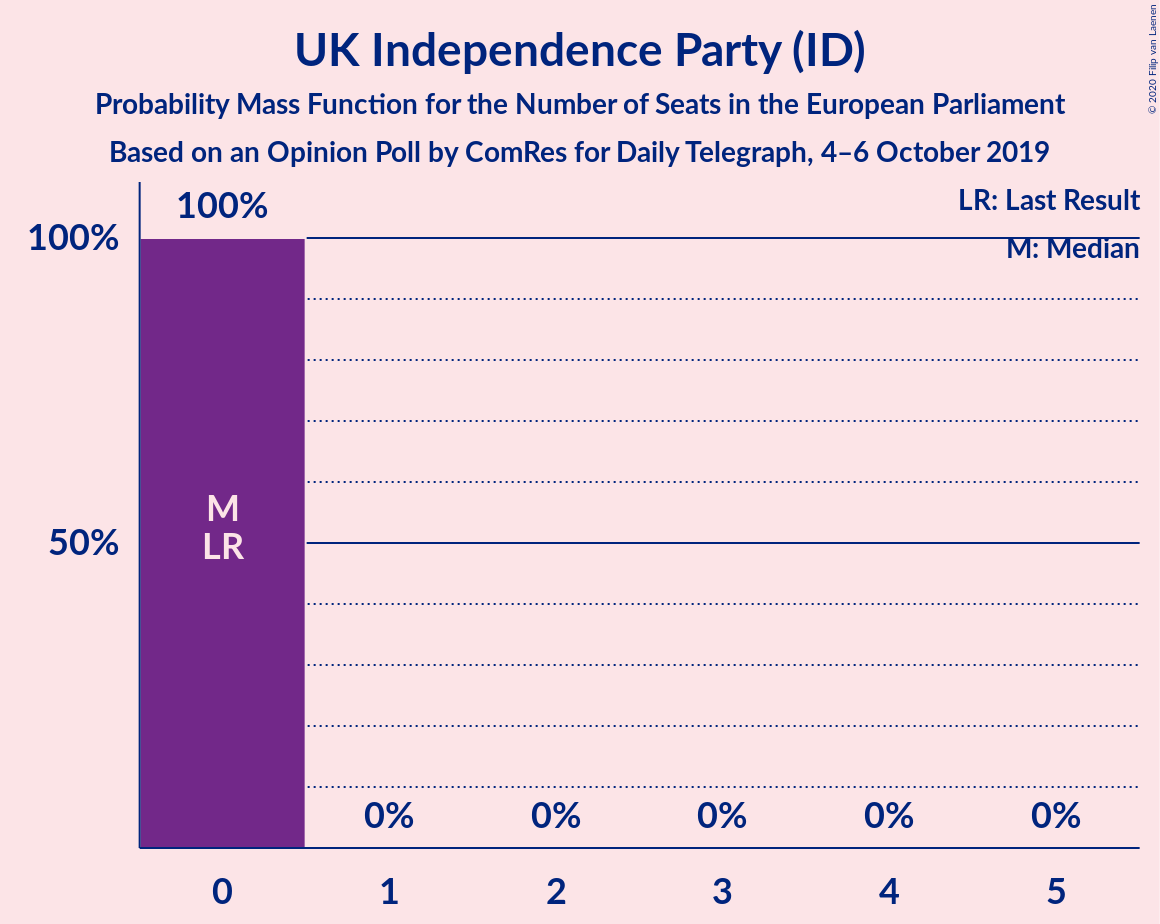 UK Independence Party (ID)
Probability Mass Function for the Number of Seats in the European Parliament
Based on an Opinion Poll by ComRes for Daily Telegraph, 4–6 October 2019
© 2020 Filip van Laenen
LR: Last Result
M: Median
100%
100%
50%
M
LR
0% 0% 0% 0% 0%
0 1 2 3 4 5